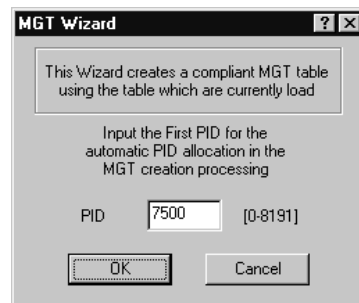 MGT Wizard
This Wizard creates a compliant MGT table
using the table which are currently load
Input the First PID for the
automatic PID allocation in the
MGT creation processing
PID 7500 [0-8191]
OK Cancel